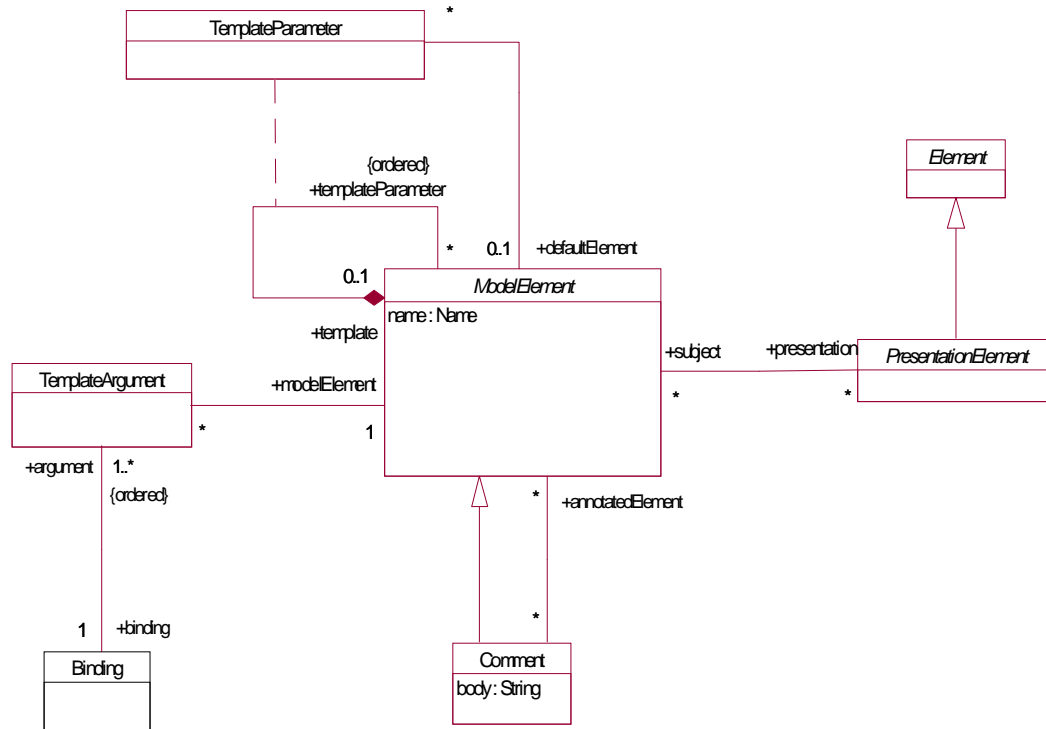 *
TemplateParameter
Element
{ordered}
+templateParameter
*
0..1
+defaultElement
0..1
ModelElement
name : Name
+template
+subject
+presentation
PresentationElement
TemplateArgument
+modelElement
*
*
*
1
+argument
1..*
{ordered}
*
+annotatedElement
*
1
+binding
Binding
Comment
body : String